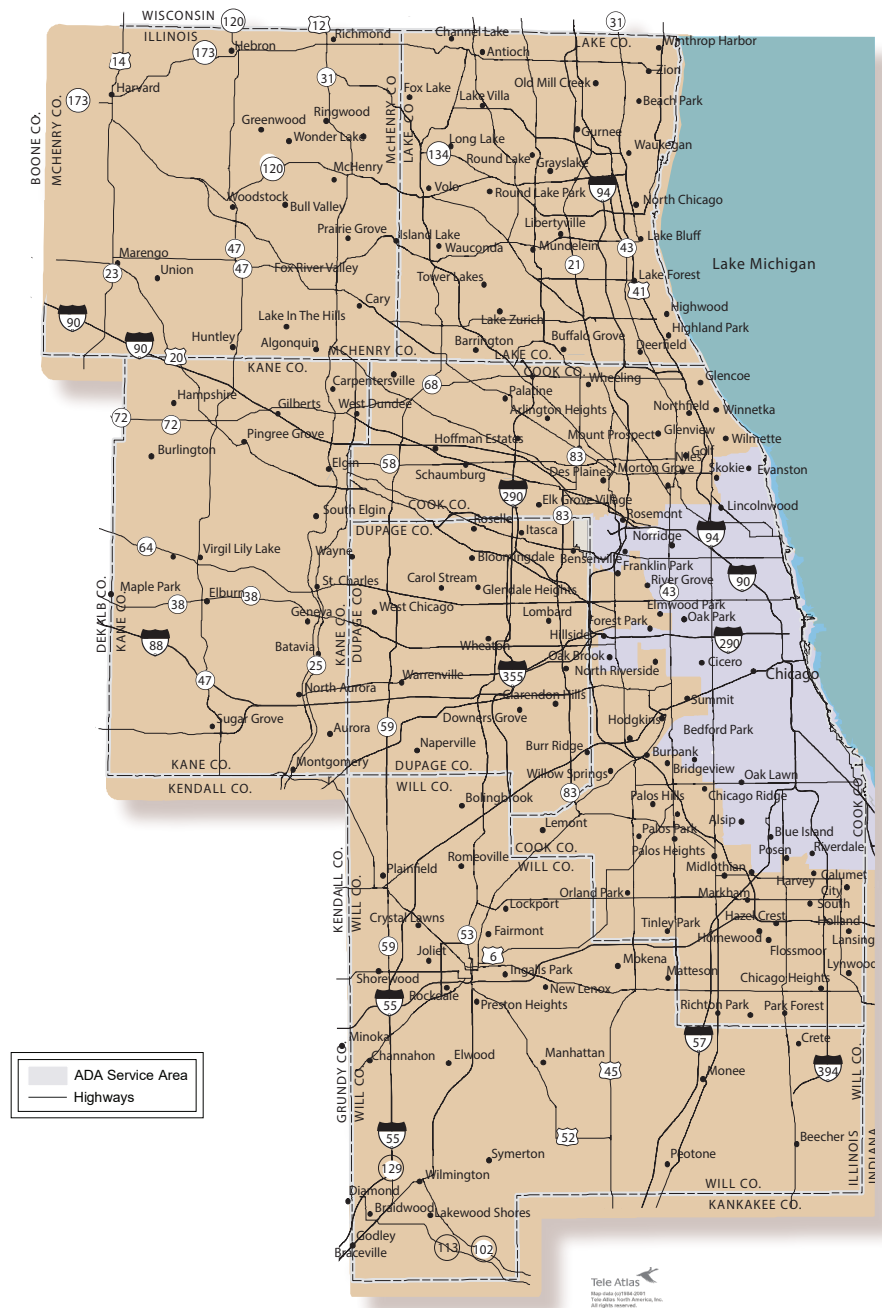 WISCONSIN
ILLINOIS
120
12
31
Richmond
Channel Lake
LAKE CO.
Winthrop Harbor
Hebron
173
Antioch
14
Zion
31
Old Mill Creek
Harvard
173
Fox Lake
Lake Villa
Beach Park
BOONE CO.
MCHENRY CO.
MCHENRY CO.
LAKE CO.
Ringwood
Greenwood
Wonder Lake
Gurnee
Long Lake
134
Round Lake
Grayslake
Waukegan
120
McHenry
Volo
Round Lake Park
94
Woodstock
Bull Valley
North Chicago
Libertyville
Prairie Grove
Island Lake
Wauconda
Mundelein
43
Lake Bluff
47
Marengo
23
Union
47
Fox River Valley
Tower Lakes
21
Lake Forest
41
Lake Michigan
Cary
90
Lake In The Hills
Lake Zurich
Highwood
Highland Park
90
20
Huntley
Algonquin
Barrington
Buffalo Grove
Deerfield
MCHENRY CO.
LAKE CO.
KANE CO.
COOK CO.
Carpentersville
68
Wheeling
Glencoe
Hampshire
Palatine
72
72
Gilberts
West Dundee
Arlington Heights
Northfield
Winnetka
Pingree Grove
Hoffman Estates
Mount Prospect
Glenview
Wilmette
Burlington
Golf
Niles
83
Elgin
58
Schaumburg
Des Plaines
Morton Grove
Skokie
Evanston
290
Elk Grove Village
South Elgin
COOK CO.
83
Rosemont
Lincolnwood
DUPAGE CO.
Roselle
Itasca
Norridge
94
64
Virgil
Lily Lake
Wayne
Bloomingdale
Bensenville
Franklin Park
90
Maple Park
Elburn
38
38
St. Charles
Carol Stream
Glendale Heights
River Grove
43
DEKALB CO.
KANE CO.
KANE CO.
DUPAGE CO.
West Chicago
Lombard
Elmwood Park
Geneva
Forest Park
Oak Park
88
Wheaton
Hillside
290
Batavia
25
Oak Brook
North Riverside
Cicero
Chicago
47
Warrenville
355
North Aurora
Clarendon Hills
Summit
Sugar Grove
Aurora
59
Downers Grove
Hodgkins
Bedford Park
Naperville
Burr Ridge
Burbank
Montgomery
Willow Springs
Bridgeview
KANE CO.
DUPAGE CO.
KENDALL CO.
WILL CO.
83
Oak Lawn
Bolingbrook
Palos Hills
Chicago Ridge
COOK CO.
Lemont
Alsip
Palos Park
Blue Island
COOK CO.
Palos Heights
Posen
Riverdale
Romeoville
WILL CO.
Plainfield
Midlothian
Harvey
Calumet
City
KENDALL CO.
WILL CO.
Orland Park
Markham
South
Holland
Lockport
Crystal Lawns
Hazel Crest
Fairmont
Tinley Park
Homewood
Lansing
59
53
6
Flossmoor
Joliet
Mokena
Lynwood
Shorewood
Ingalls Park
Matteson
Chicago Heights
55
Rockdale
New Lenox
Preston Heights
Richton Park
Park Forest
Minoka
57
Crete
Channahon
Elwood
Manhattan
45
Monee
394
GRUNDY CO.
WILL CO.
WILL CO.
ADA Service Area
Highways
55
52
Beecher
129
Symerton
Peotone
Wilmington
ILLINOIS
INDIANA
WILL CO.
Diamond
KANKAKEE CO.
Braidwood
Lakewood Shores
Godley
Braceville
113
102
Tele Atlas
Map data (c)1984-2001
Tele Atlas North America, Inc.
All rights reserved.